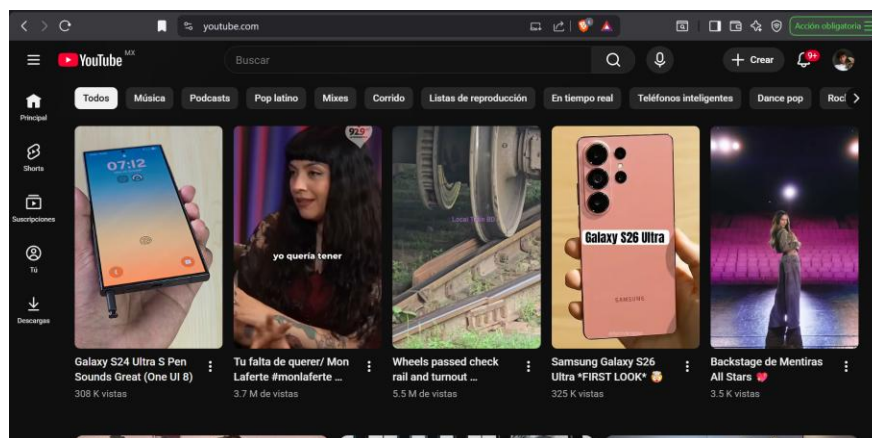 youtube.com
Acción obligatoria
YouTube MX
Buscar
Crear
9+
Principal
Shorts
Suscripciones
Tú
Descargas
Todos
Música
Podcasts
Pop latino
Mixes
Corrido
Listas de reproducción
En tiempo real
Teléfonos inteligentes
Dance pop
07:12
92.9
yo quería tener
Galaxy S26 Ultra
SAMSUNG
Galaxy S24 Ultra S Pen
Sounds Great (One UI 8)
308 K vistas
Tu falta de querer/ Mon
Laferte #monlaferte ...
3.7 M de vistas
Wheels passed check
rail and turnout ...
5.5 M de vistas
Samsung Galaxy S26
Ultra *FIRST LOOK* 🤯
325 K vistas
Backstage de Mentiras
All Stars 💖
3.5 K vistas